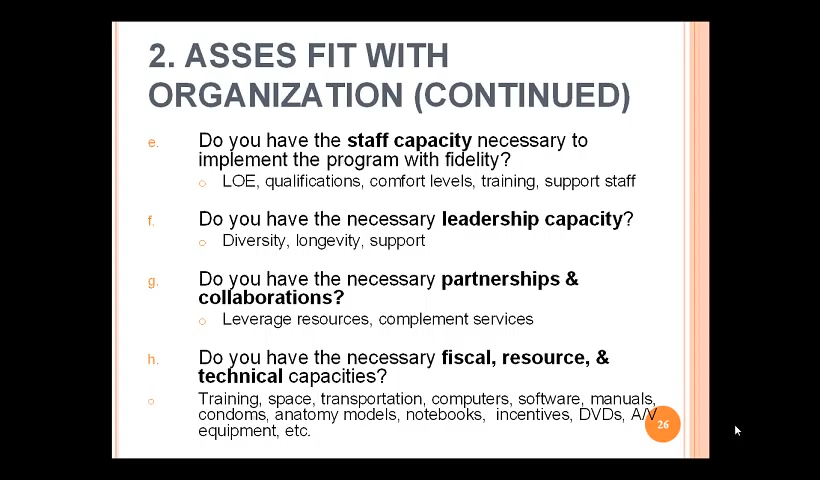 2. ASSES FIT WITH
ORGANIZATION (CONTINUED)
e. Do you have the staff capacity necessary to
implement the program with fidelity?
o LOE, qualifications, comfort levels, training, support staff
f. Do you have the necessary leadership capacity?
o Diversity, longevity, support
g. Do you have the necessary partnerships &
collaborations?
o Leverage resources, complement services
h. Do you have the necessary fiscal, resource, &
technical capacities?
o Training, space, transportation, computers, software, manuals,
condoms, anatomy models, notebooks, incentives, DVDs, A/V
equipment, etc.
26